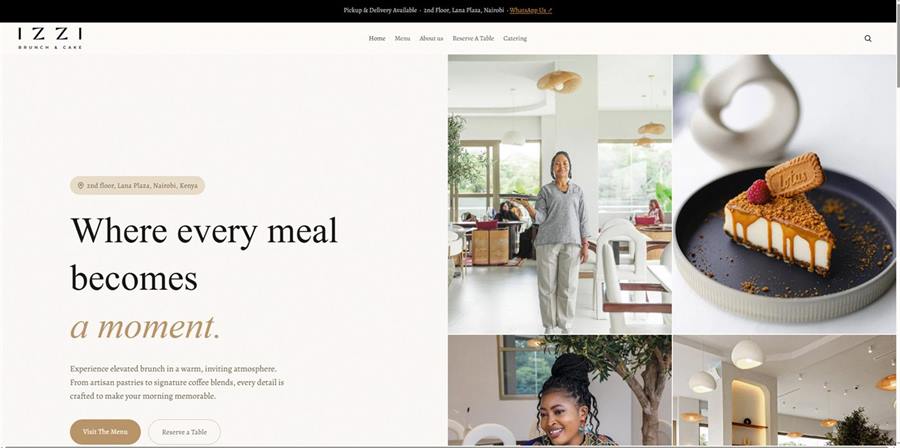 Pickup & Delivery Available · 2nd Floor, Lana Plaza, Nairobi · WhatsApp Us ↗
IZZI
BRUNCH & CAKE
Home Menu About us Reserve A Table Catering
2nd floor, Lana Plaza, Nairobi, Kenya
Where every meal
becomes
a moment.
Experience elevated brunch in a warm, inviting atmosphere.
From artisan pastries to signature coffee blends, every detail is
crafted to make your morning memorable.
Visit The Menu Reserve a Table
Lotus